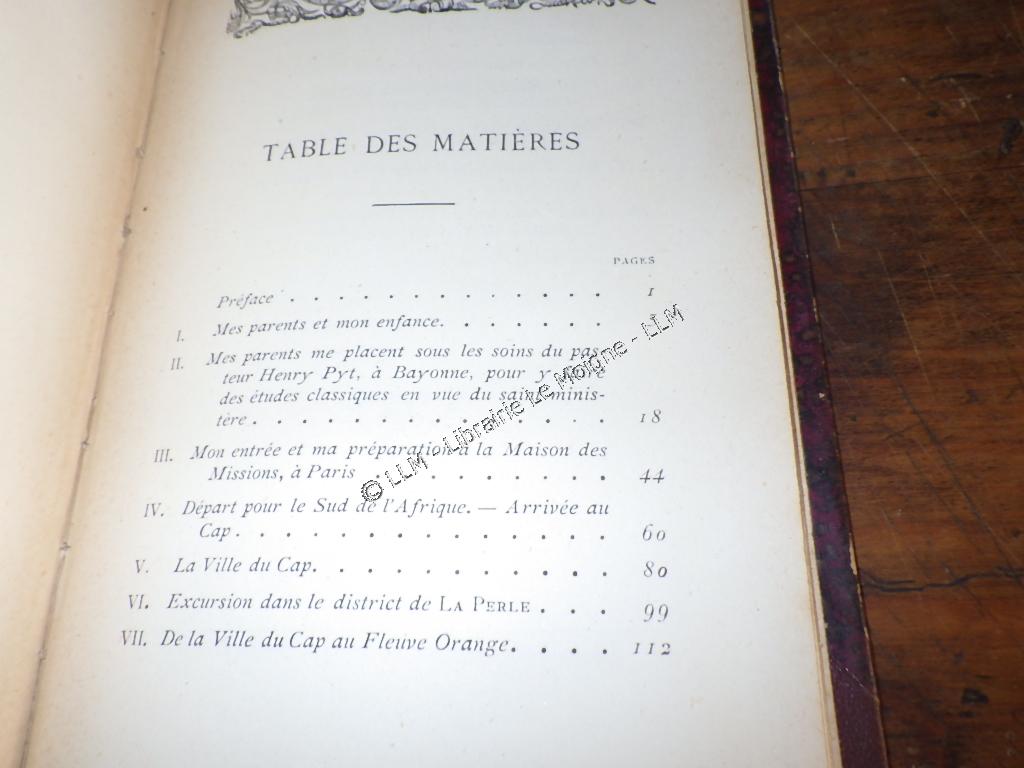 TABLE DES MATIÈRES
PAGES
Préface . . . . . . . . . . . . . 1
I. Mes parents et mon enfance. . . . . . .
II. Mes parents me placent sous les soins du pas-
teur Henry Pyt, à Bayonne, pour y
des études classiques en vue du saint minis-
tère . . . . . . . . . . . . . 18
III. Mon entrée et ma préparation à la Maison des
Missions, à Paris . . . . . . . . . 44
IV. Départ pour le Sud de l'Afrique. — Arrivée au
Cap . . . . . . . . . . . . . . 60
V. La Ville du Cap. . . . . . . . . . . 80
VI. Excursion dans le district de LA PERLE . . . 99
VII. De la Ville du Cap au Fleuve Orange. . . . . 112
© LLM - Librairie Le Moigne - LLM